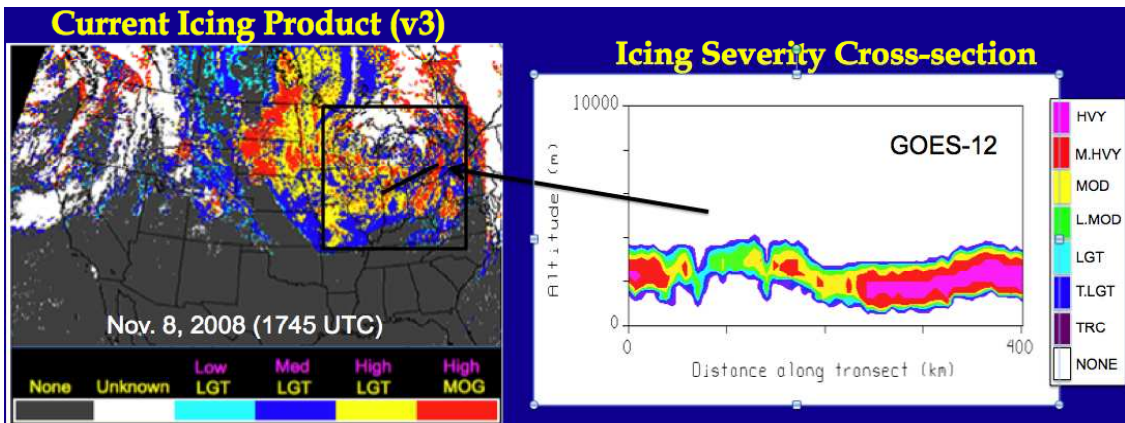 Current Icing Product (v3)
Nov. 8, 2008 (1745 UTC)
Low Med High High
None Unknown LGT LGT LGT MOG
Icing Severity Cross-section
10000
GOES-12
Altitude (m)
0
0 400
Distance along transect (km)
HVY
M.HVY
MOD
L.MOD
LGT
T.LGT
TRC
NONE